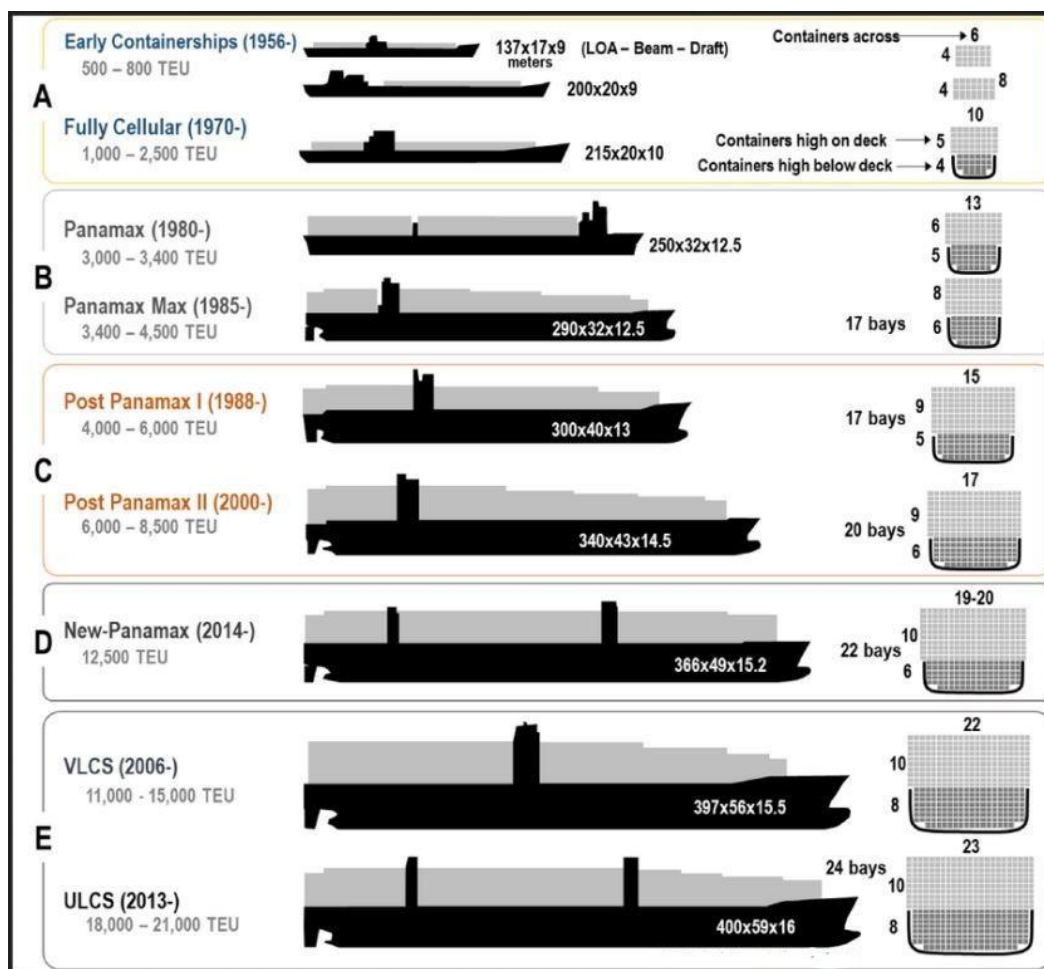 A
Early Containerships (1956-)
500 – 800 TEU
137x17x9 (LOA – Beam – Draft)
meters
200x20x9
Containers across
6
4
4
8
Fully Cellular (1970-)
1,000 – 2,500 TEU
215x20x10
10
Containers high on deck
5
Containers high below deck
4
B
Panamax (1980-)
3,000 – 3,400 TEU
250x32x12.5
13
6
5
Panamax Max (1985-)
3,400 – 4,500 TEU
290x32x12.5
17 bays
8
6
C
Post Panamax I (1988-)
4,000 – 6,000 TEU
300x40x13
17 bays
15
9
5
Post Panamax II (2000-)
6,000 – 8,500 TEU
340x43x14.5
20 bays
17
9
6
D
New-Panamax (2014-)
12,500 TEU
366x49x15.2
22 bays
19-20
10
6
E
VLCS (2006-)
11,000 - 15,000 TEU
397x56x15.5
22
10
8
ULCS (2013-)
18,000 – 21,000 TEU
400x59x16
24 bays
23
10
8